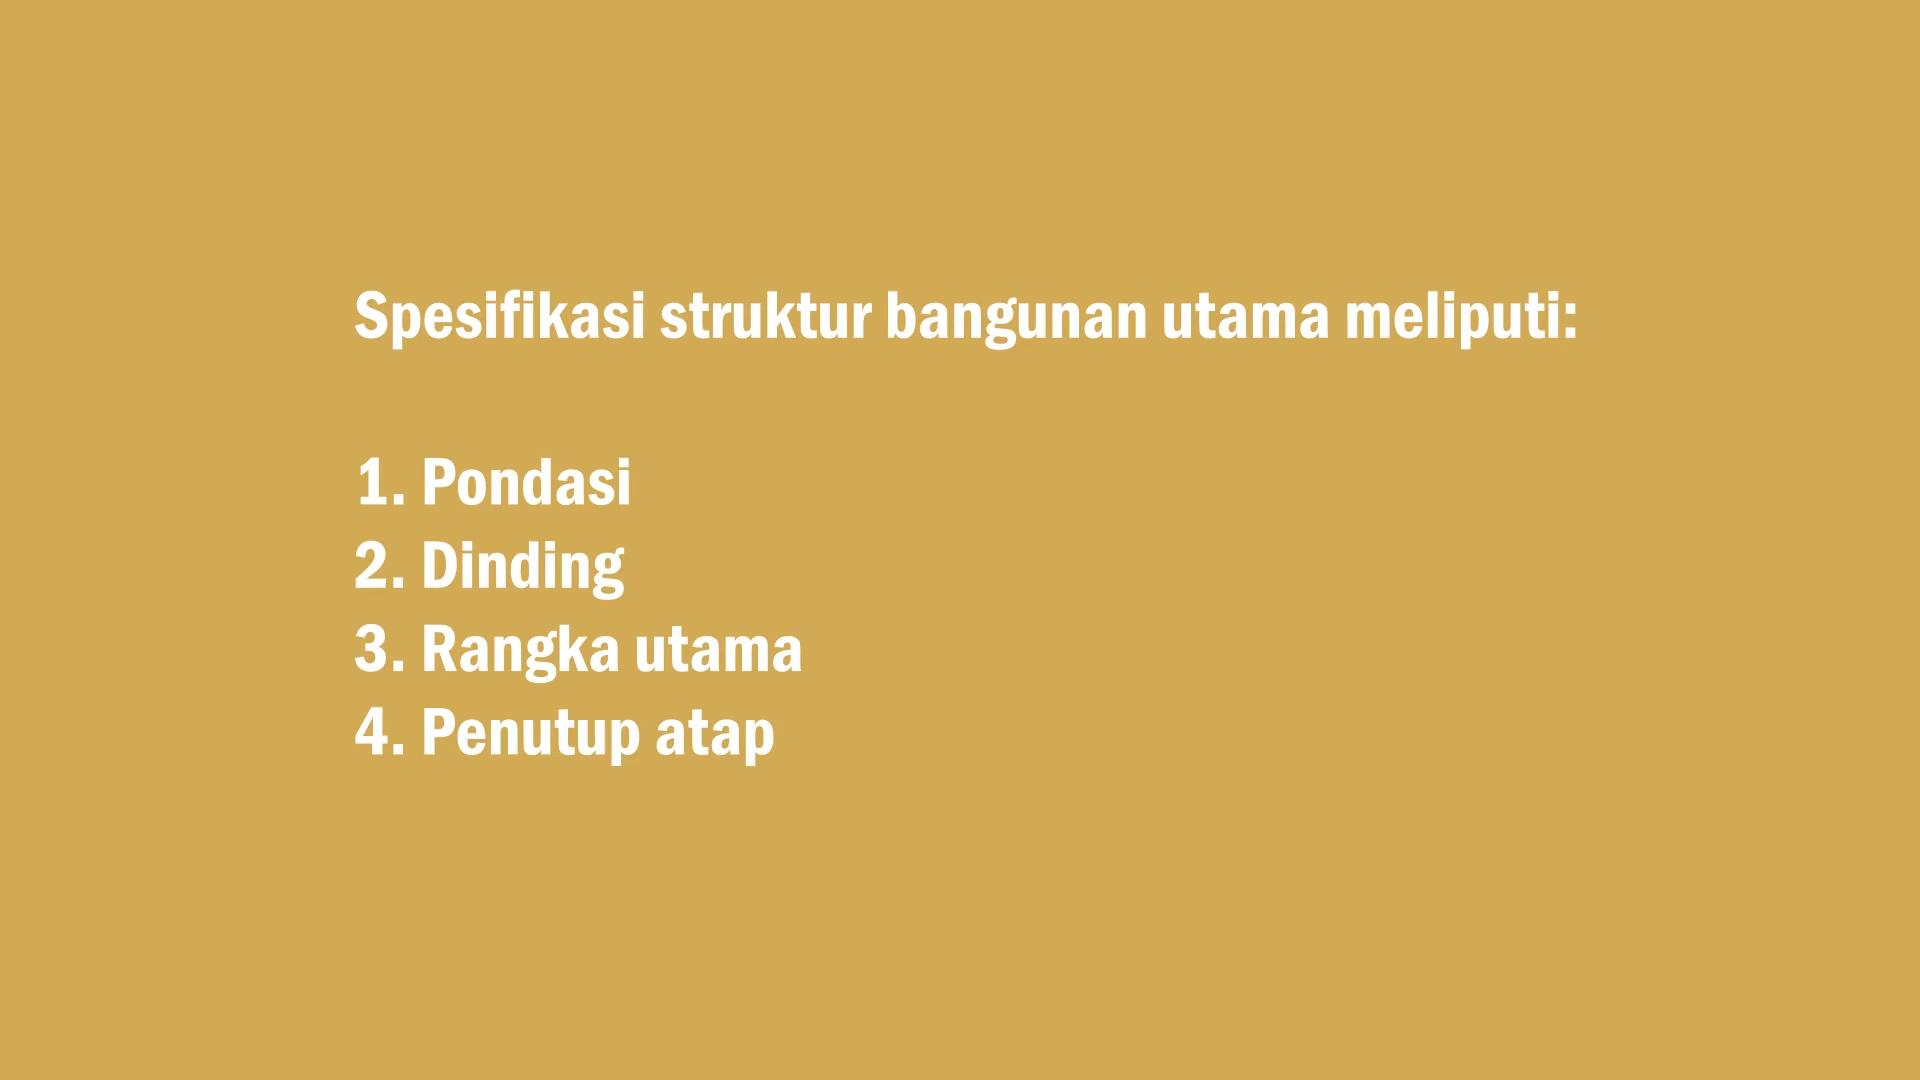 Spesifikasi struktur bangunan utama meliputi:
1. Pondasi
2. Dinding
3. Rangka utama
4. Penutup atap